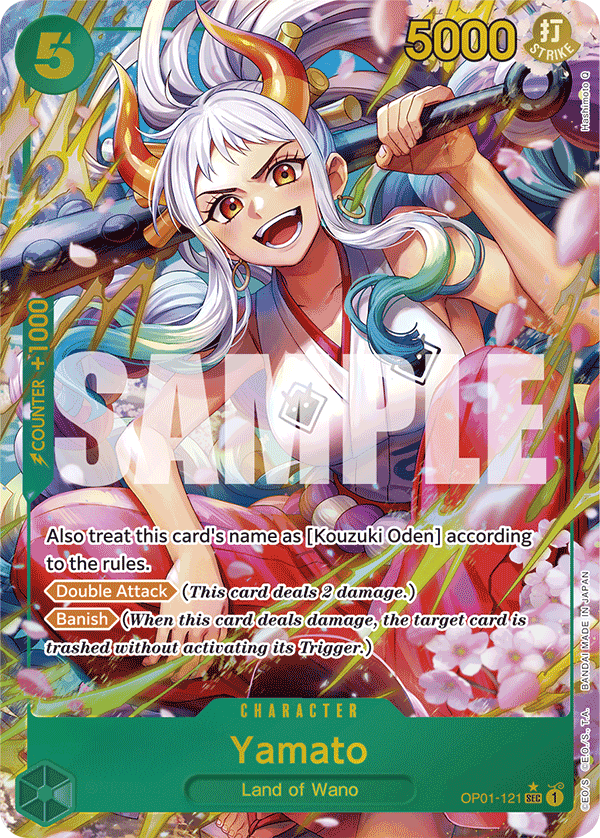 5
5000
打
STRIKE
Hashimoto Q
COUNTER +1000
SAMPLE
Also treat this card's name as [Kouzuki Oden] according
to the rules.
Double Attack (This card deals 2 damage.)
Banish (When this card deals damage, the target card is
trashed without activating its Trigger.)
CHARACTER
Yamato
Land of Wano
OP01-121 SEC ★ 1
©E.O./S. ©E.O./S., T.A. BANDAI MADE IN JAPAN